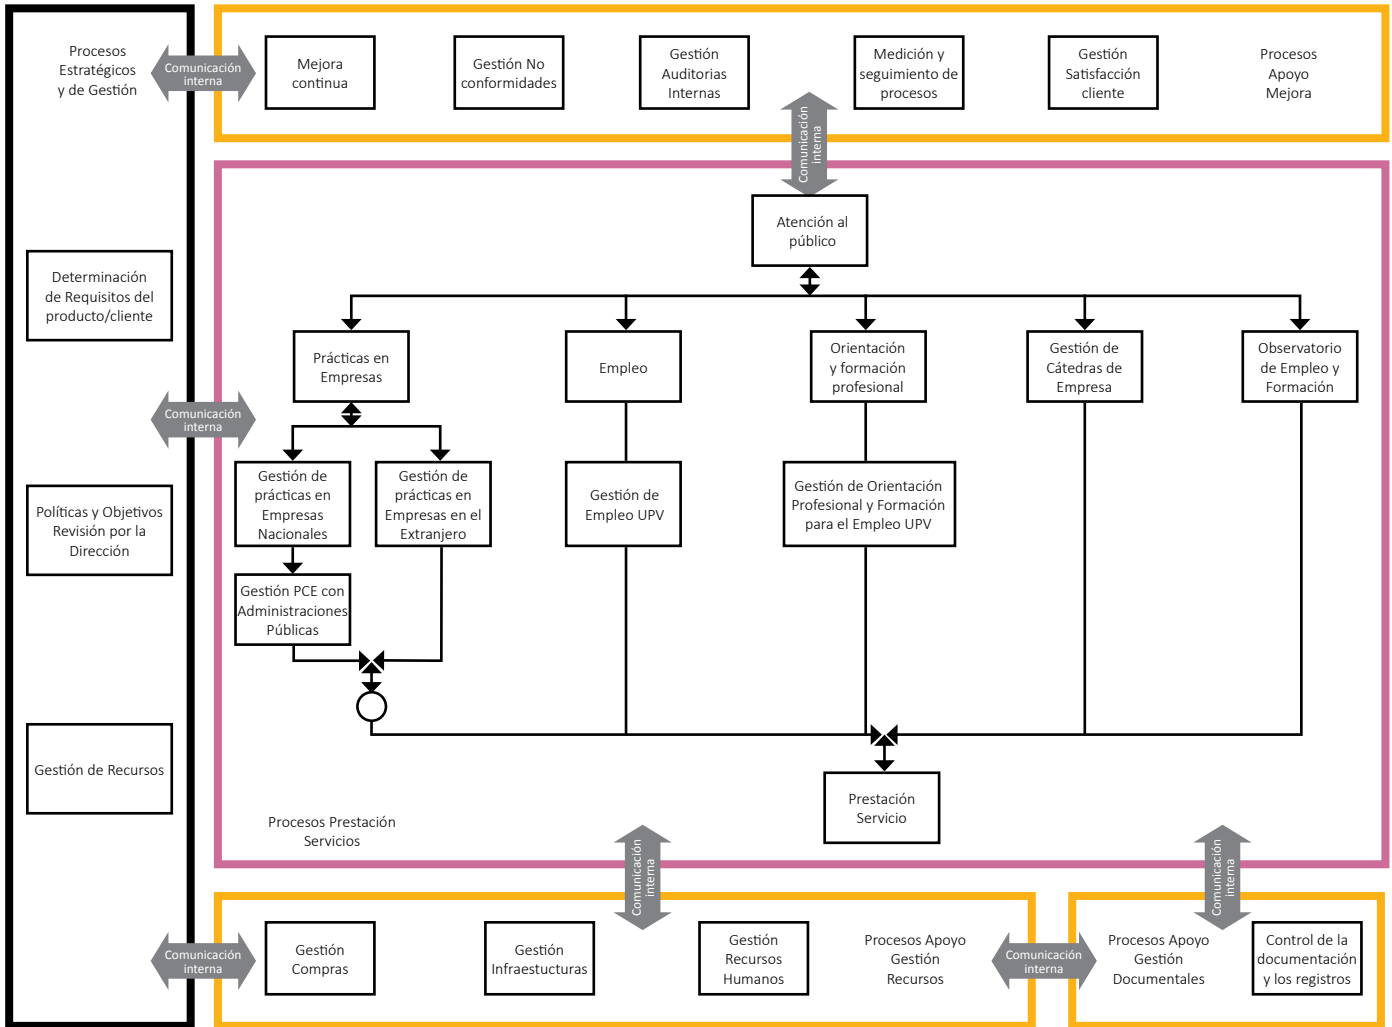 Procesos
Estratégicos
y de Gestión
Comunicación
interna
Mejora
continua
Gestión No
conformidades
Gestión
Auditorias
Internas
Medición y
seguimiento de
procesos
Gestión
Satisfacción
cliente
Procesos
Apoyo
Mejora
Comunicación
interna
Atención al
público
Determinación
de Requisitos del
producto/cliente
Prácticas en
Empresas
Empleo
Orientación
y formación
profesional
Gestión de
Cátedras de
Empresa
Observatorio
de Empleo y
Formación
Comunicación
interna
Gestión de
prácticas en
Empresas
Nacionales
Gestión de
prácticas en
Empresas en el
Extranjero
Gestión de
Empleo UPV
Gestión de Orientación
Profesional y Formación
para el Empleo UPV
Políticas y Objetivos
Revisión por la
Dirección
Gestión PCE con
Administraciones
Públicas
Gestión de Recursos
Prestación
Servicio
Procesos Prestación
Servicios
Comunicación
interna
Comunicación
interna
Comunicación
interna
Gestión
Compras
Gestión
Infraestucturas
Gestión
Recursos
Humanos
Procesos Apoyo
Gestión
Recursos
Comunicación
interna
Procesos Apoyo
Gestión
Documentales
Control de la
documentación
y los registros